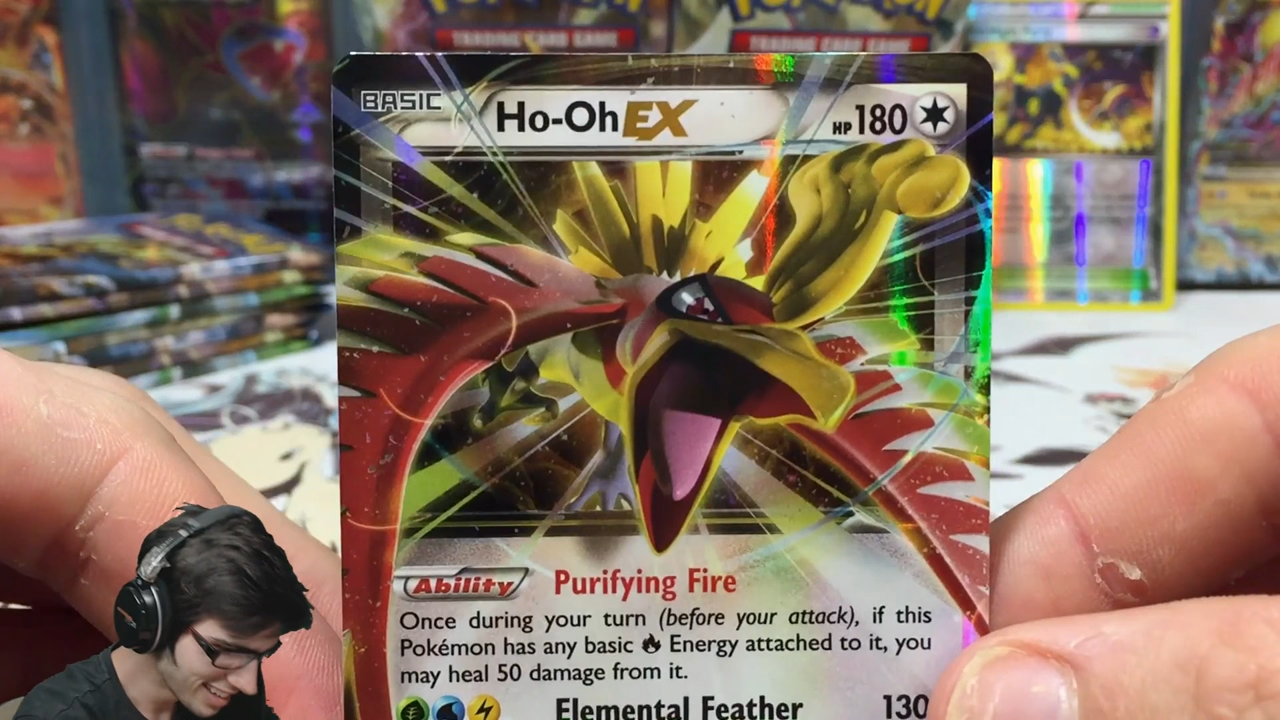 TRADING CARD GAME
TRADING CARD GAME
BASIC
Ho-Oh EX
HP 180
Ability Purifying Fire
Once during your turn (before your attack), if this
Pokémon has any basic Energy attached to it, you
may heal 50 damage from it.
Elemental Feather 130